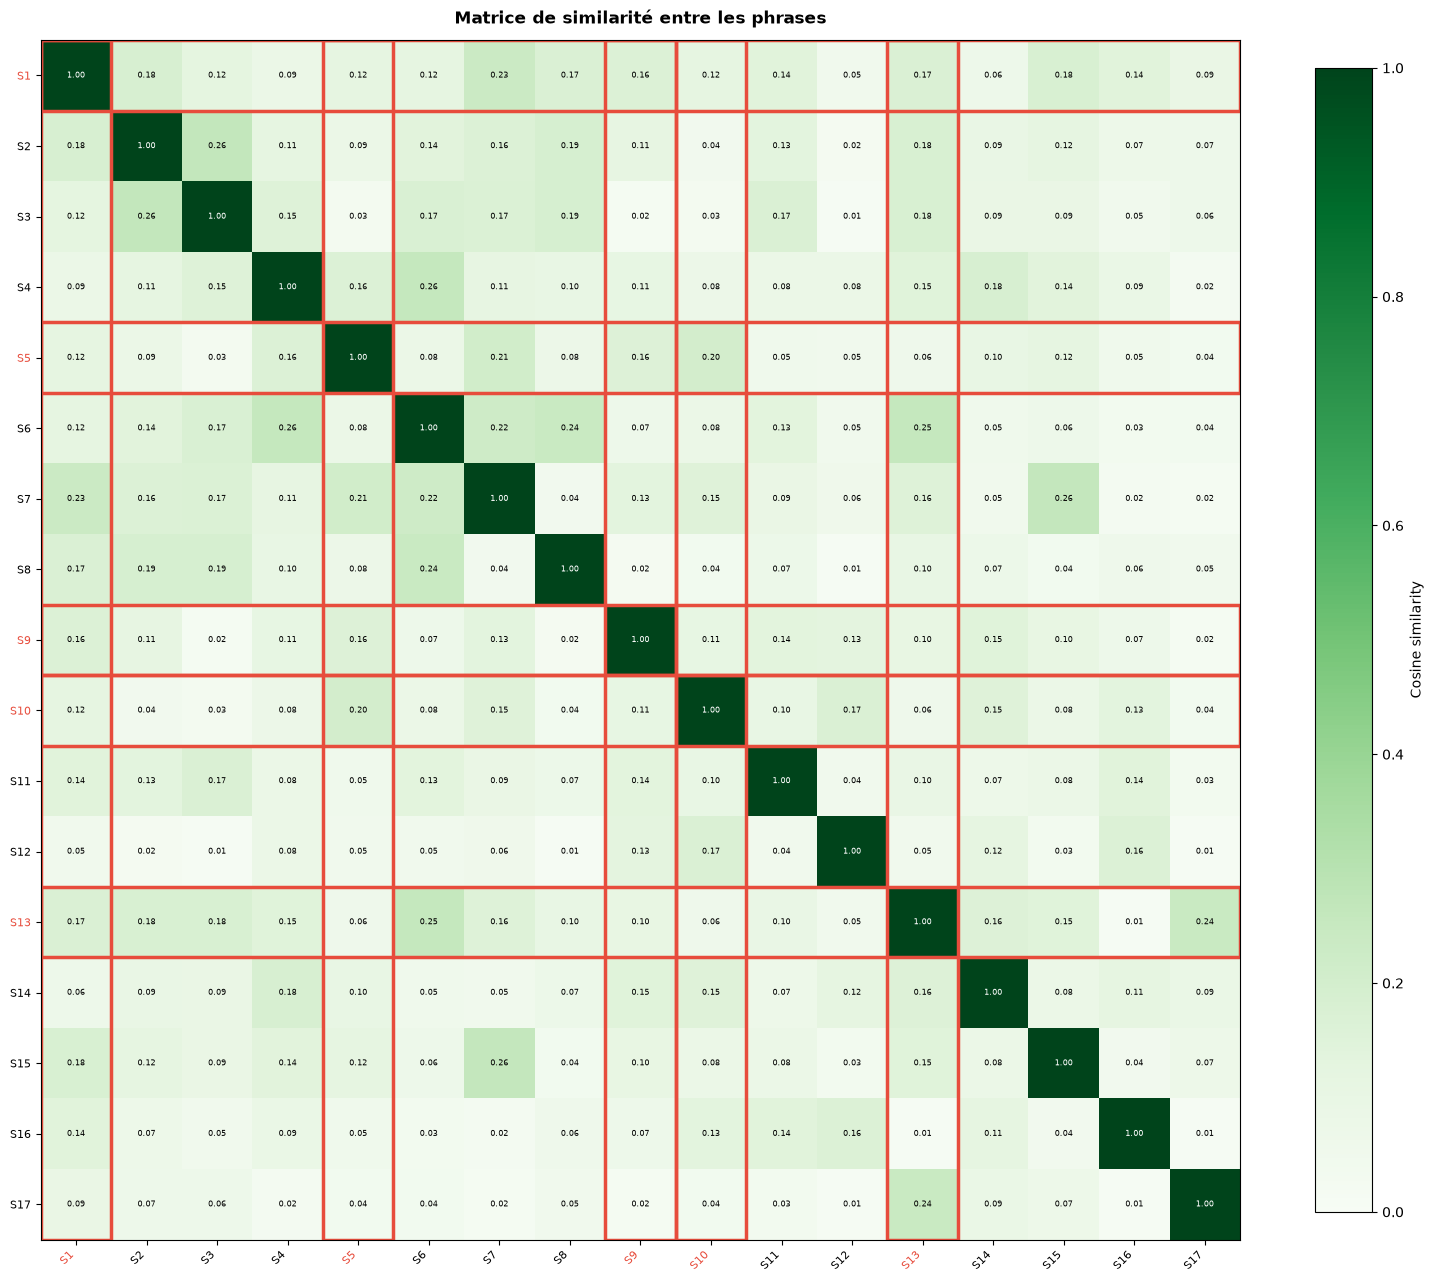 Matrice de similarité entre les phrases
S1 1.00 0.18 0.12 0.09 0.12 0.12 0.23 0.17 0.16 0.12 0.14 0.05 0.17 0.06 0.18 0.14 0.09
S2 0.18 1.00 0.26 0.11 0.09 0.14 0.16 0.19 0.11 0.04 0.13 0.02 0.18 0.09 0.12 0.07 0.07
S3 0.12 0.26 1.00 0.15 0.03 0.17 0.17 0.19 0.02 0.03 0.17 0.01 0.18 0.09 0.09 0.05 0.06
S4 0.09 0.11 0.15 1.00 0.16 0.26 0.11 0.10 0.11 0.08 0.08 0.08 0.15 0.18 0.14 0.09 0.02
S5 0.12 0.09 0.03 0.16 1.00 0.08 0.21 0.08 0.16 0.20 0.05 0.05 0.06 0.10 0.12 0.05 0.04
S6 0.12 0.14 0.17 0.26 0.08 1.00 0.22 0.24 0.07 0.08 0.13 0.05 0.25 0.05 0.06 0.03 0.04
S7 0.23 0.16 0.17 0.11 0.21 0.22 1.00 0.04 0.13 0.15 0.09 0.06 0.16 0.05 0.26 0.02 0.02
S8 0.17 0.19 0.19 0.10 0.08 0.24 0.04 1.00 0.02 0.04 0.07 0.01 0.10 0.07 0.04 0.06 0.05
S9 0.16 0.11 0.02 0.11 0.16 0.07 0.13 0.02 1.00 0.11 0.14 0.13 0.10 0.15 0.10 0.07 0.02
S10 0.12 0.04 0.03 0.08 0.20 0.08 0.15 0.04 0.11 1.00 0.10 0.17 0.06 0.15 0.08 0.13 0.04
S11 0.14 0.13 0.17 0.08 0.05 0.13 0.09 0.07 0.14 0.10 1.00 0.04 0.10 0.07 0.08 0.14 0.03
S12 0.05 0.02 0.01 0.08 0.05 0.05 0.06 0.01 0.13 0.17 0.04 1.00 0.05 0.12 0.03 0.16 0.01
S13 0.17 0.18 0.18 0.15 0.06 0.25 0.16 0.10 0.10 0.06 0.10 0.05 1.00 0.16 0.15 0.01 0.24
S14 0.06 0.09 0.09 0.18 0.10 0.05 0.05 0.07 0.15 0.15 0.07 0.12 0.16 1.00 0.08 0.11 0.09
S15 0.18 0.12 0.09 0.14 0.12 0.06 0.26 0.04 0.10 0.08 0.08 0.03 0.15 0.08 1.00 0.04 0.07
S16 0.14 0.07 0.05 0.09 0.05 0.03 0.02 0.06 0.07 0.13 0.14 0.16 0.01 0.11 0.04 1.00 0.01
S17 0.09 0.07 0.06 0.02 0.04 0.04 0.02 0.05 0.02 0.04 0.03 0.01 0.24 0.09 0.07 0.01 1.00
S1 S2 S3 S4 S5 S6 S7 S8 S9 S10 S11 S12 S13 S14 S15 S16 S17
1.0
0.8
0.6
0.4
0.2
0.0
Cosine similarity